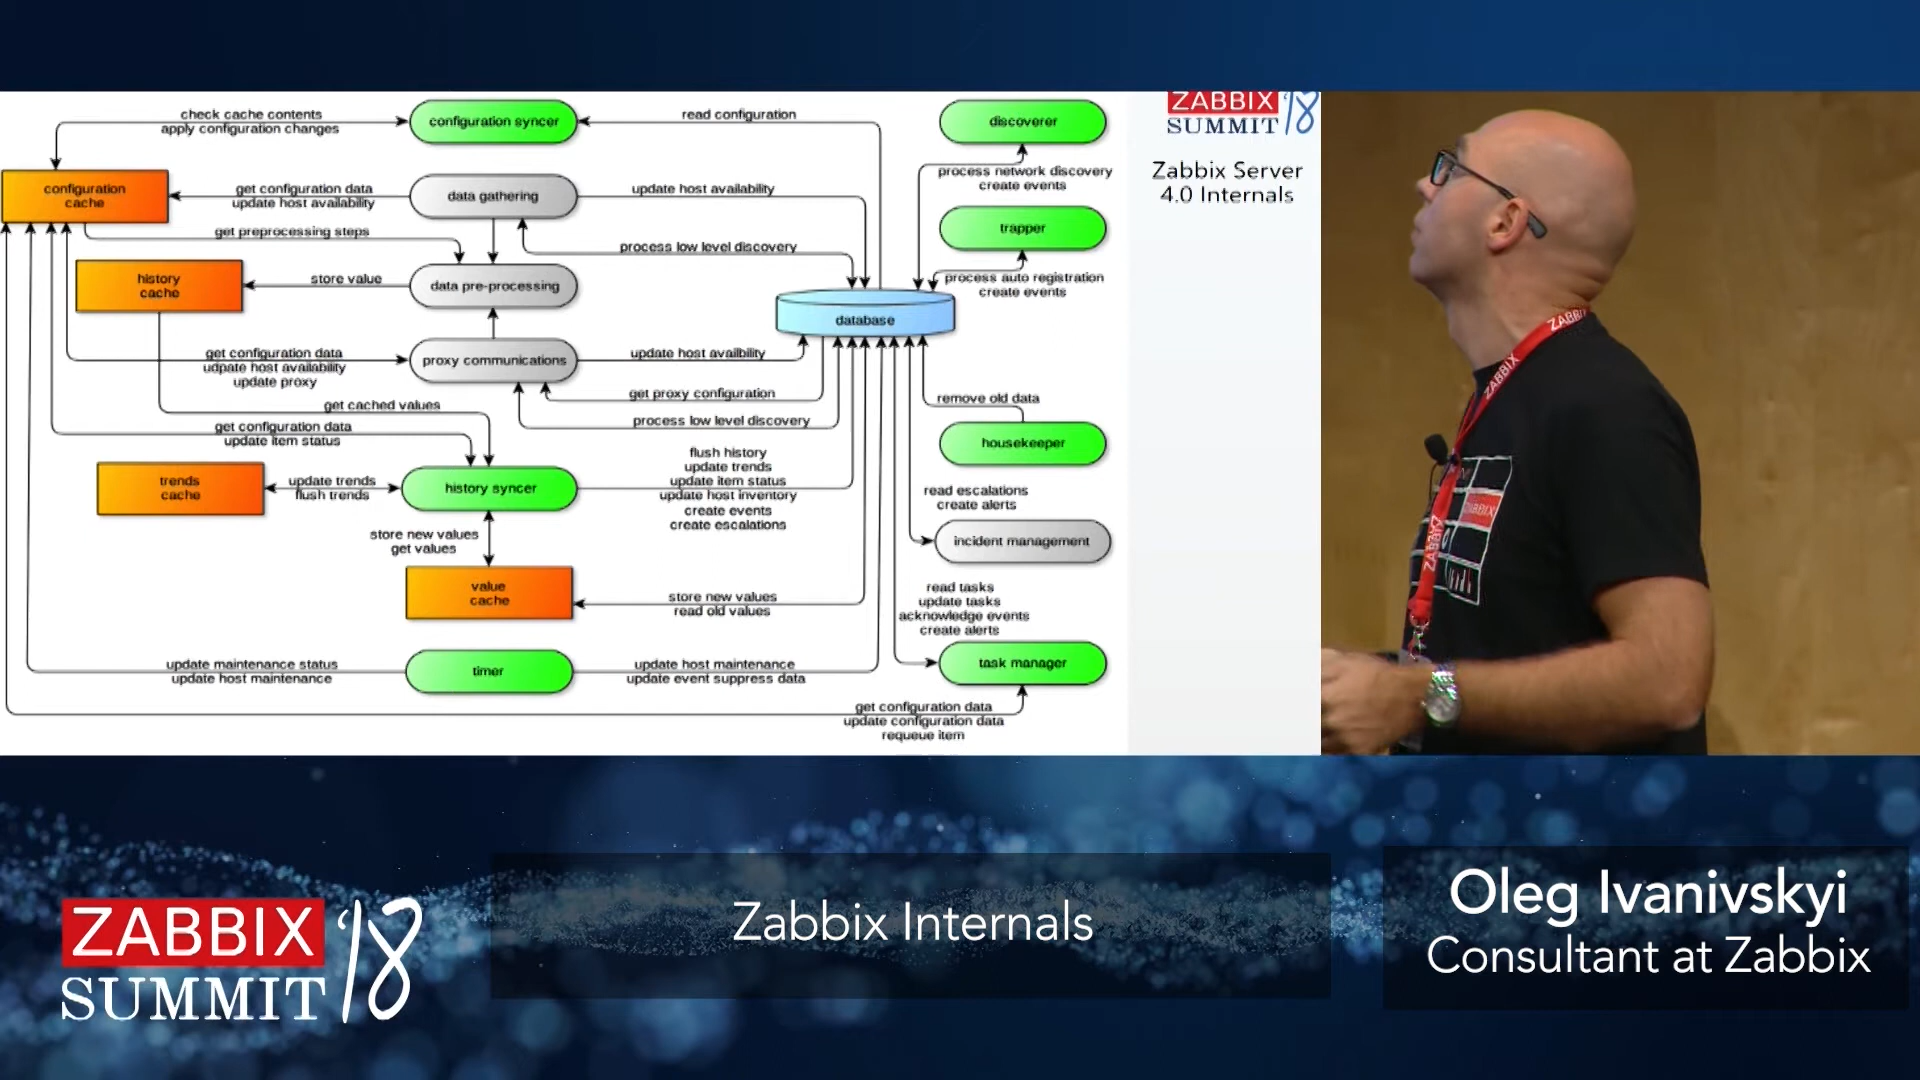 check cache contents
apply configuration changes
configuration syncer
read configuration
discoverer
ZABBIX '18
SUMMIT
Zabbix Server
4.0 Internals
process network discovery
create events
configuration
cache
get configuration data
update host availability
data gathering
update host availability
trapper
get preprocessing steps
process low level discovery
process auto registration
create events
history
cache
store value
data pre-processing
database
get configuration data
udpate host availability
update proxy
proxy communications
update host availbility
get proxy configuration
remove old data
get cached values
process low level discovery
get configuration data
update item status
housekeeper
flush history
update trends
update item status
update host inventory
create events
create escalations
trends
cache
update trends
flush trends
history syncer
read escalations
create alerts
incident management
store new values
get values
value
cache
store new values
read old values
read tasks
update tasks
acknowledge events
create alerts
update maintenance status
update host maintenance
timer
update host maintenance
update event suppress data
task manager
get configuration data
update configuration data
requeue item
ZABBIX
ZABBIX
ZABBIX
ZABBIX
ZABBIX '18
SUMMIT
Zabbix Internals
Oleg Ivanivskyi
Consultant at Zabbix